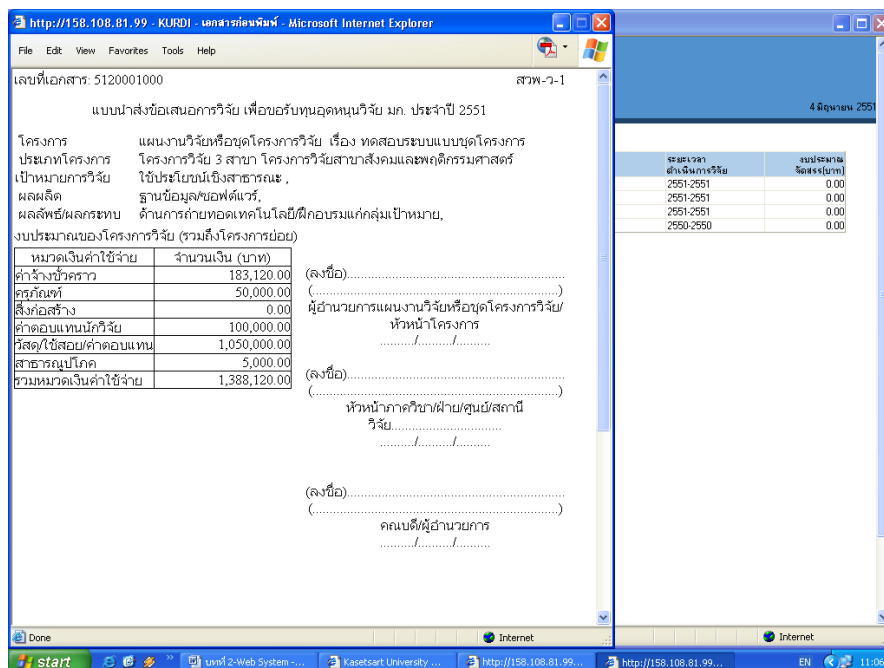 http://158.108.81.99 - KURDI - เอกสารก่อนพิมพ์ - Microsoft Internet Explorer
File Edit View Favorites Tools Help
เลขที่เอกสาร: 5120001000 สวพ-ว-1
แบบนำส่งข้อเสนอการวิจัย เพื่อขอรับทุนอุดหนุนวิจัย มก. ประจำปี 2551
โครงการ แผนงานวิจัยหรือชุดโครงการวิจัย เรื่อง ทดสอบระบบแบบชุดโครงการ
ประเภทโครงการ โครงการวิจัย 3 สาขา โครงการวิจัยสาขาสังคมและพฤติกรรมศาสตร์
เป้าหมายการวิจัย ใช้ประโยชน์เชิงสาธารณะ ,
ผลผลิต ฐานข้อมูล/ซอฟต์แวร์,
ผลลัพธ์/ผลกระทบ ด้านการถ่ายทอดเทคโนโลยี/ฝึกอบรมแก่กลุ่มเป้าหมาย,
งบประมาณของโครงการวิจัย (รวมถึงโครงการย่อย)
หมวดเงินค่าใช้จ่าย จำนวนเงิน (บาท)
ค่าจ้างชั่วคราว 183,120.00
ครุภัณฑ์ 50,000.00
สิ่งก่อสร้าง 0.00
ค่าตอบแทนนักวิจัย 100,000.00
วัสดุ/ใช้สอย/ค่าตอบแทน 1,050,000.00
สาธารณูปโภค 5,000.00
รวมหมวดเงินค่าใช้จ่าย 1,388,120.00
(ลงชื่อ)......................................................
(.............................................................)
ผู้อำนวยการแผนงานวิจัยหรือชุดโครงการวิจัย/
หัวหน้าโครงการ
........../........../..........
(ลงชื่อ)......................................................
(.............................................................)
หัวหน้าภาควิชา/ฝ่าย/ศูนย์/สถานี
วิจัย..............................
........../........../..........
(ลงชื่อ)......................................................
(.............................................................)
คณบดี/ผู้อำนวยการ
........../........../..........
Done Internet
4 มิถุนายน 2551
ระยะเวลา งบประมาณ
ดำเนินการวิจัย จัดสรร(บาท)
2551-2551 0.00
2551-2551 0.00
2551-2551 0.00
2550-2550 0.00
Internet
start บทที่ 2-Web System -... Kasetsart University ... http://158.108.81.99... http://158.108.81.99... EN 11:06